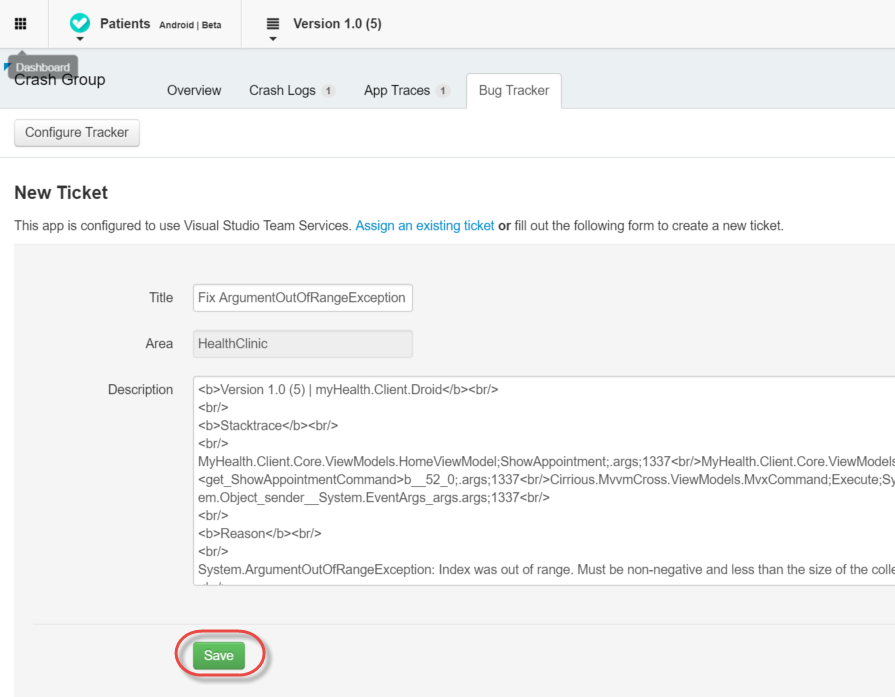 Patients Android | Beta
Version 1.0 (5)
Dashboard
Crash Group
Overview
Crash Logs 1
App Traces 1
Bug Tracker
Configure Tracker
New Ticket
This app is configured to use Visual Studio Team Services. Assign an existing ticket or fill out the following form to create a new ticket.
Title
Fix ArgumentOutOfRangeException
Area
HealthClinic
Description
<b>Version 1.0 (5) | myHealth.Client.Droid</b><br/>
<br/>
<b>Stacktrace</b><br/>
<br/>
MyHealth.Client.Core.ViewModels.HomeViewModel;ShowAppointment;.args;1337<br/>MyHealth.Client.Core.ViewModels
<get_ShowAppointmentCommand>b__52_0;.args;1337<br/>Cirrious.MvvmCross.ViewModels.MvxCommand;Execute;Sy
em.Object_sender__System.EventArgs_args.args;1337<br/>
<br/>
<b>Reason</b><br/>
<br/>
System.ArgumentOutOfRangeException: Index was out of range. Must be non-negative and less than the size of the colle
Save